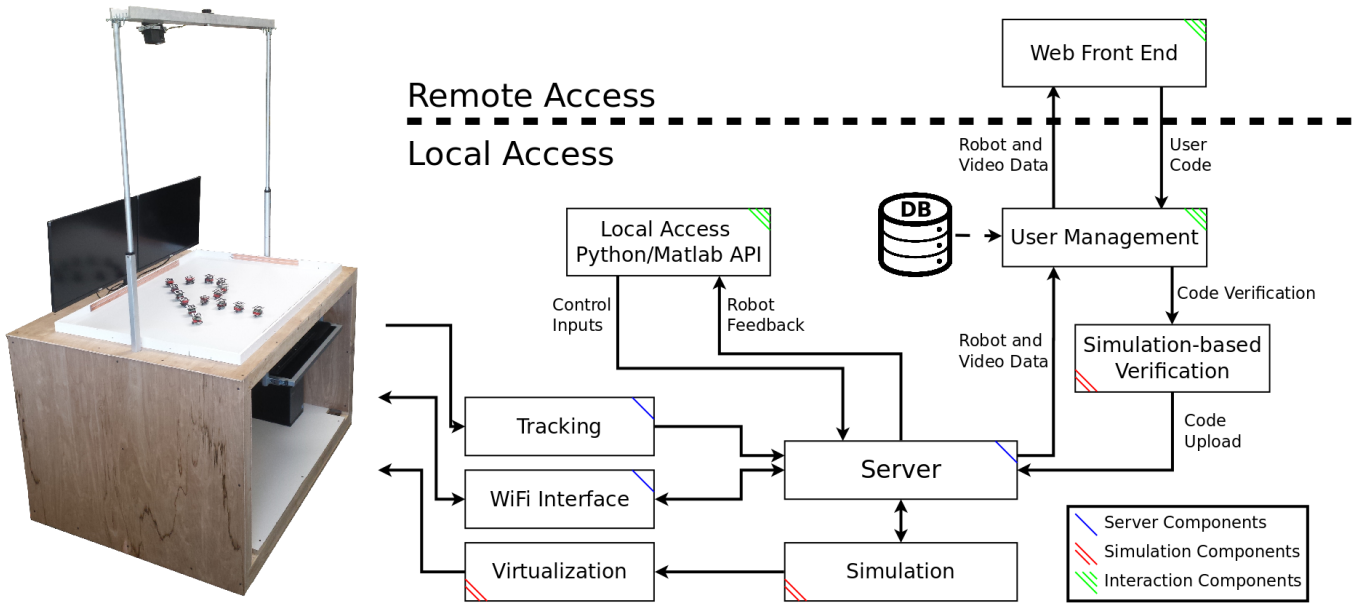 Remote Access
Local Access
Web Front End
Robot and
Video Data
User
Code
DB
User Management
Local Access
Python/Matlab API
Control
Inputs
Robot
Feedback
Robot and
Video Data
Code Verification
Simulation-based
Verification
Code
Upload
Tracking
WiFi Interface
Virtualization
Server
Simulation
Server Components
Simulation Components
Interaction Components